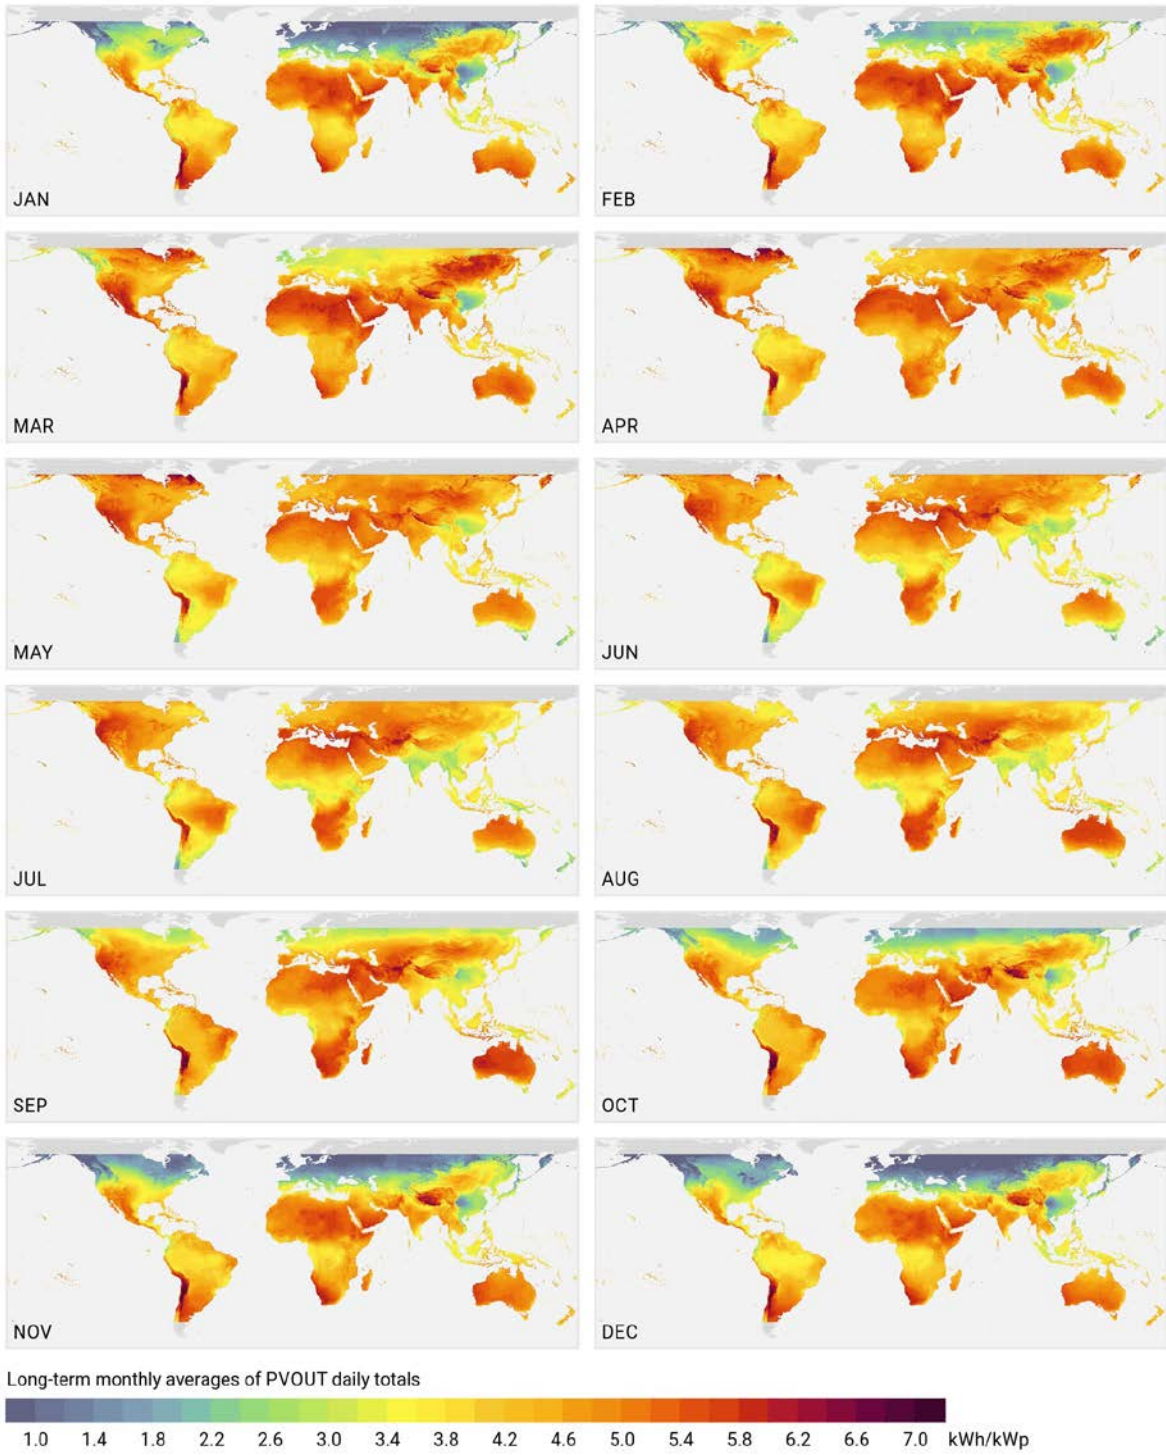 JAN
FEB
MAR
APR
MAY
JUN
JUL
AUG
SEP
OCT
NOV
DEC
Long-term monthly averages of PVOUT daily totals
1.0 1.4 1.8 2.2 2.6 3.0 3.4 3.8 4.2 4.6 5.0 5.4 5.8 6.2 6.6 7.0 kWh/kWp